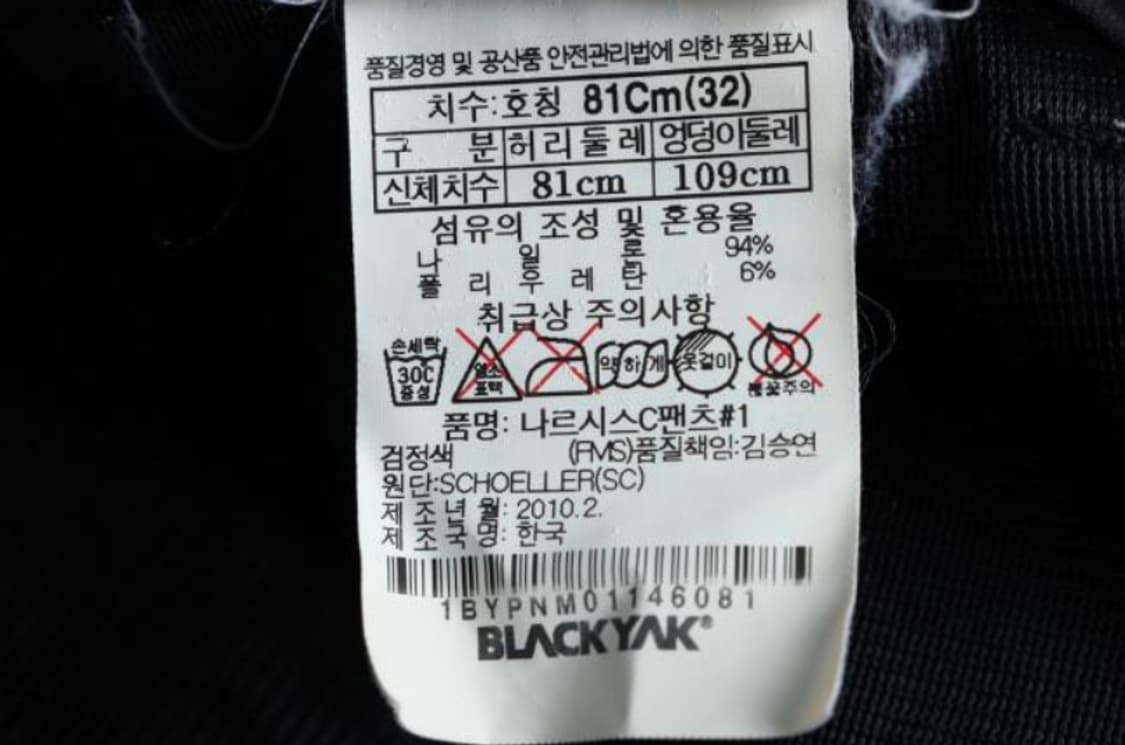 품질경영 및 공산품 안전관리법에 의한 품질표시
치수:호칭 81Cm(32)
구 분 허리둘레 엉덩이둘레
신체치수 81cm 109cm
섬유의 조성 및 혼용율
나 일 론 94%
폴 리 우 레 탄 6%
취급상 주의사항
손세탁 30C 중성 염소 표백 약하게 옷걸이 불꽃주의
품명: 나르시스C팬츠#1
검정색 (FMS)품질책임:김승연
원단:SCHOELLER(SC)
제 조 년 월: 2010.2.
제 조 국 명: 한국
1BYPNM01146081
BLACKYAK®